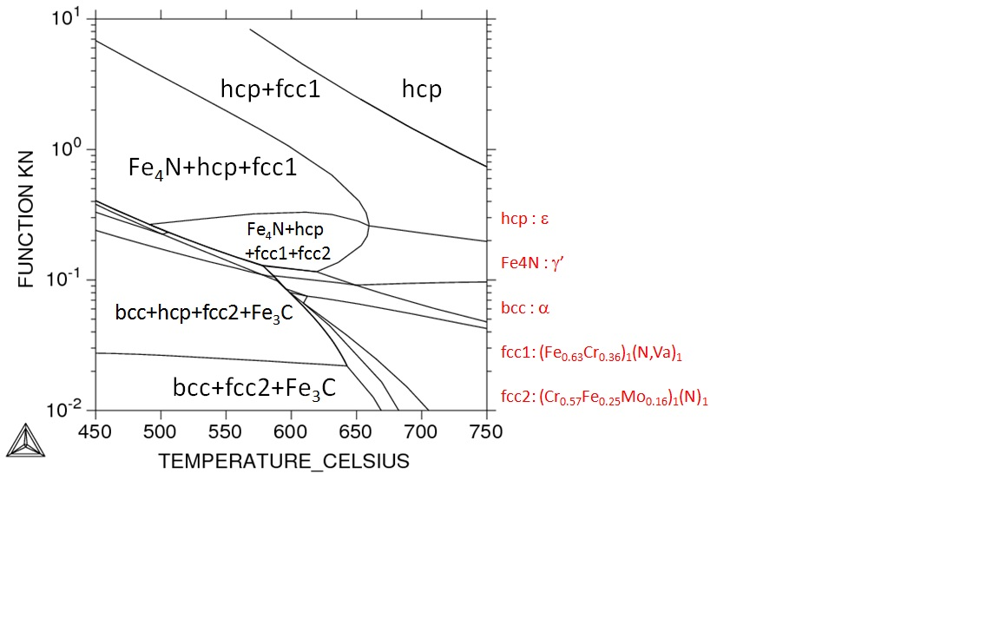 10¹
hcp+fcc1
hcp
10⁰
Fe₄N+hcp+fcc1
FUNCTION KN
Fe₄N+hcp
+fcc1+fcc2
10⁻¹
bcc+hcp+fcc2+Fe₃C
bcc+fcc2+Fe₃C
10⁻²
450 500 550 600 650 700 750
TEMPERATURE_CELSIUS
hcp : ε
Fe4N : γ’
bcc : α
fcc1: (Fe₀.₆₃Cr₀.₃₆)₁(N,Va)₁
fcc2: (Cr₀.₅₇Fe₀.₂₅Mo₀.₁₆)₁(N)₁